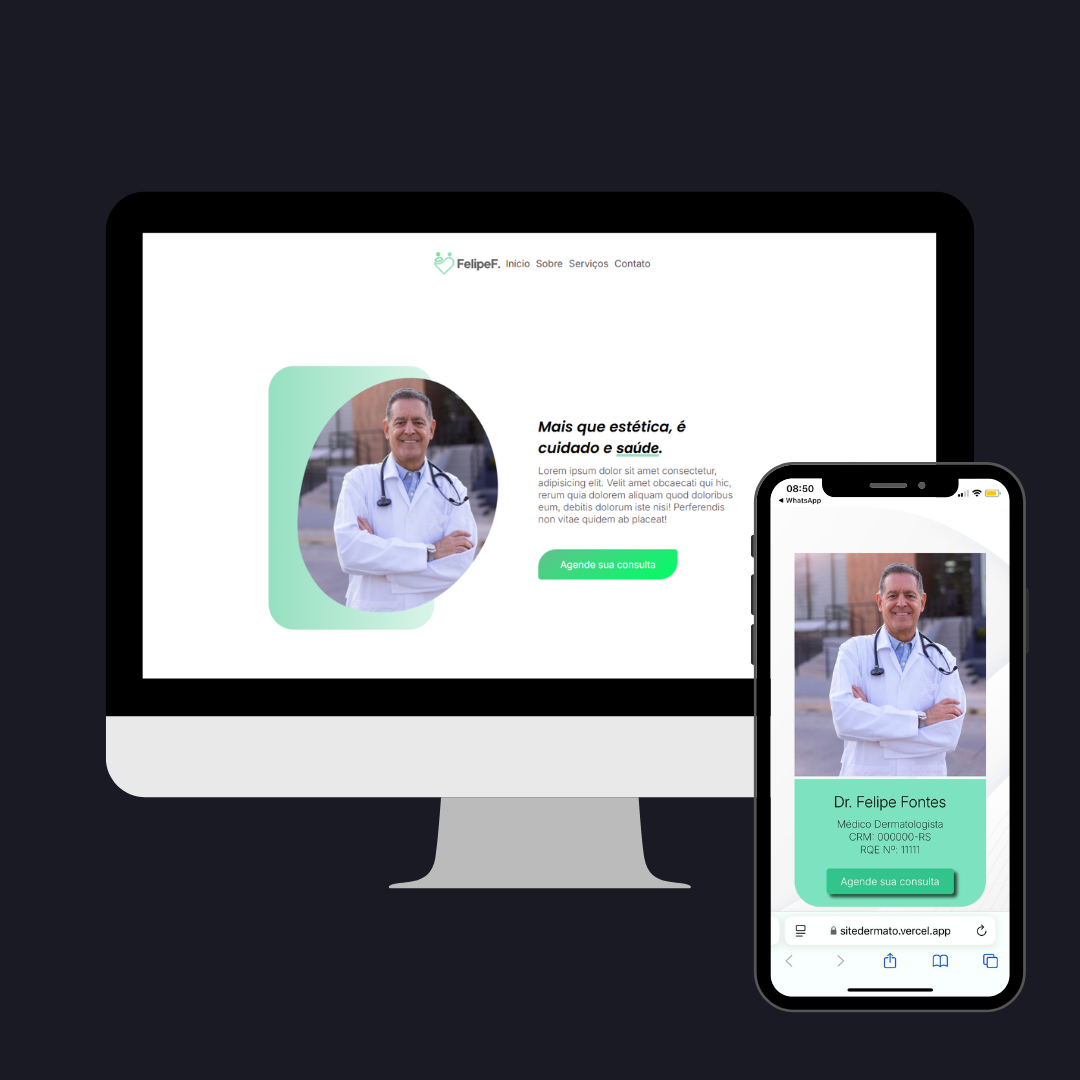 FelipeF. Início Sobre Serviços Contato
Mais que estética, é
cuidado e saúde.
Lorem ipsum dolor sit amet consectetur,
adipisicing elit. Velit amet obcaecati qui hic,
rerum quia dolorem aliquam quod doloribus
eum, debitis dolorum iste nisi! Perferendis
non vitae quidem ab placeat!
Agende sua consulta
08:50
◀ WhatsApp
Dr. Felipe Fontes
Médico Dermatologista
CRM: 000000-RS
RQE Nº: 11111
Agende sua consulta
sitedermato.vercel.app